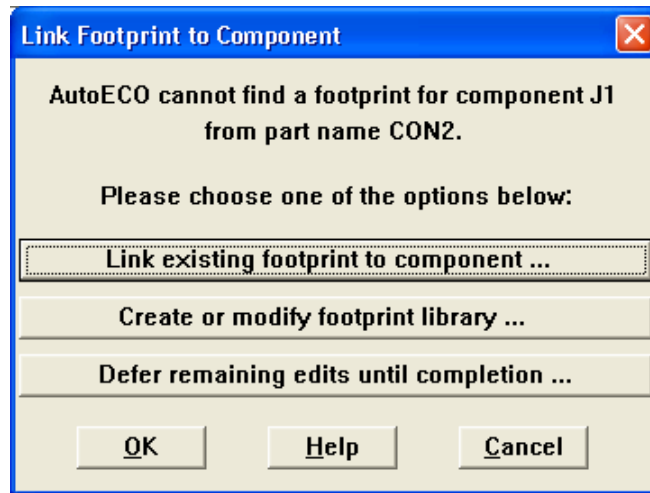 Link Footprint to Component
AutoECO cannot find a footprint for component J1
from part name CON2.
Please choose one of the options below:
Link existing footprint to component ...
Create or modify footprint library ...
Defer remaining edits until completion ...
OK Help Cancel